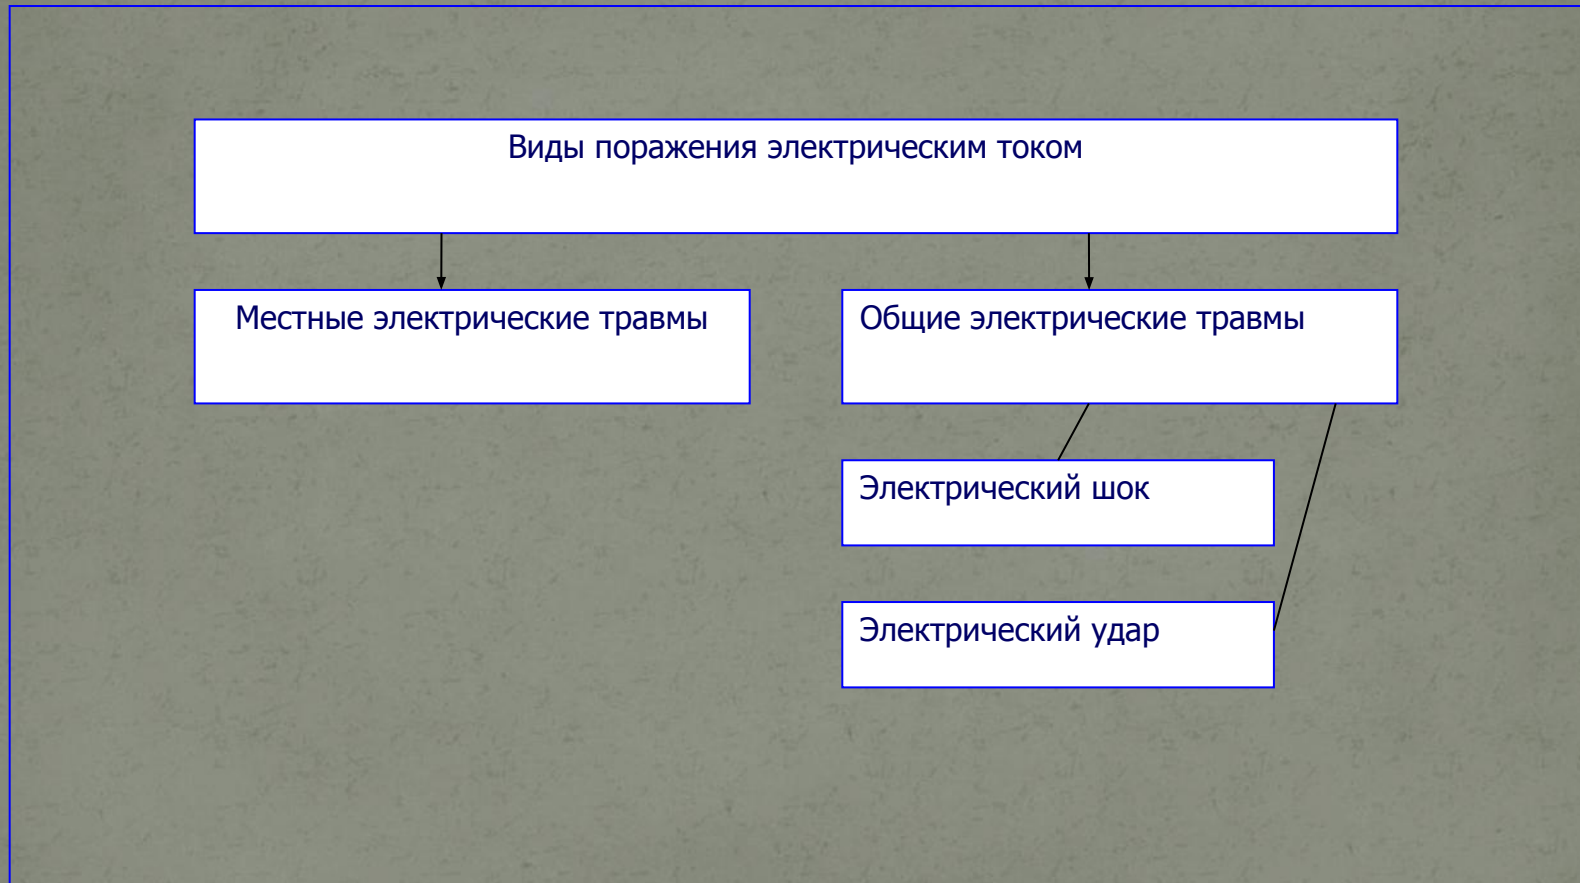 Виды поражения электрическим током
Местные электрические травмы
Общие электрические травмы
Электрический шок
Электрический удар